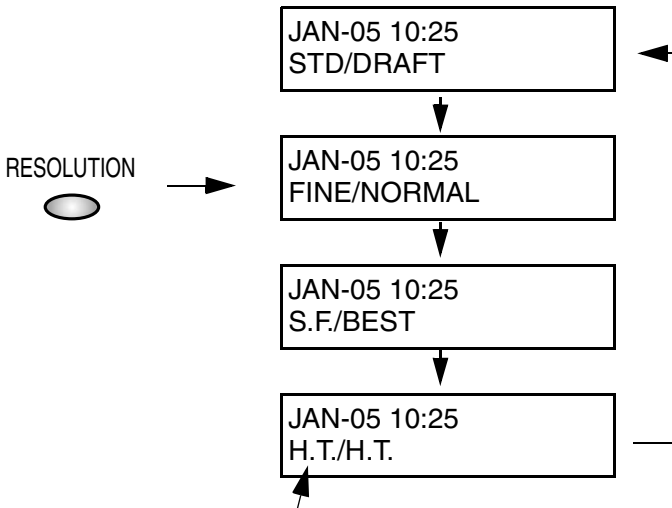 JAN-05 10:25
STD/DRAFT
RESOLUTION
JAN-05 10:25
FINE/NORMAL
JAN-05 10:25
S.F./BEST
JAN-05 10:25
H.T./H.T.